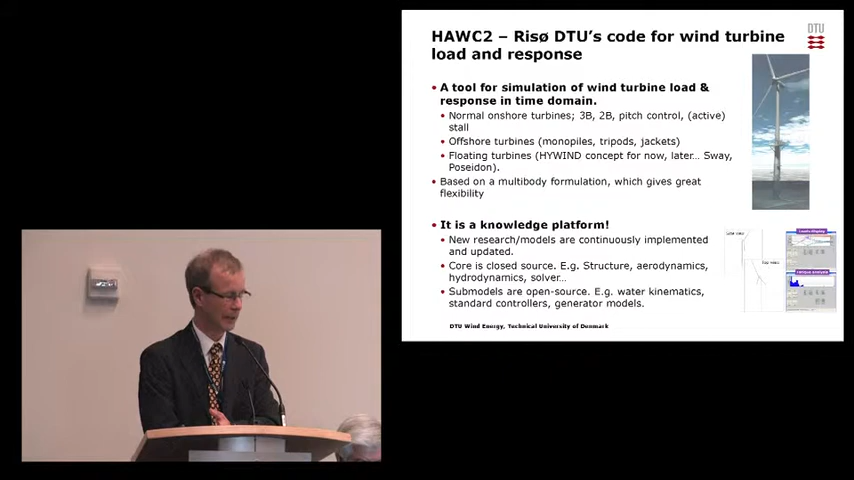 HAWC2 – Risø DTU's code for wind turbine
load and response
DTU
• A tool for simulation of wind turbine load &
response in time domain.
• Normal onshore turbines; 3B, 2B, pitch control, (active)
stall
• Offshore turbines (monopiles, tripods, jackets)
• Floating turbines (HYWIND concept for now, later... Sway,
Poseidon).
• Based on a multibody formulation, which gives great
flexibility
• It is a knowledge platform!
• New research/models are continuously implemented
and updated.
• Core is closed source. E.g. Structure, aerodynamics,
hydrodynamics, solver...
• Submodels are open-source. E.g. water kinematics,
standard controllers, generator models.
DTU Wind Energy, Technical University of Denmark